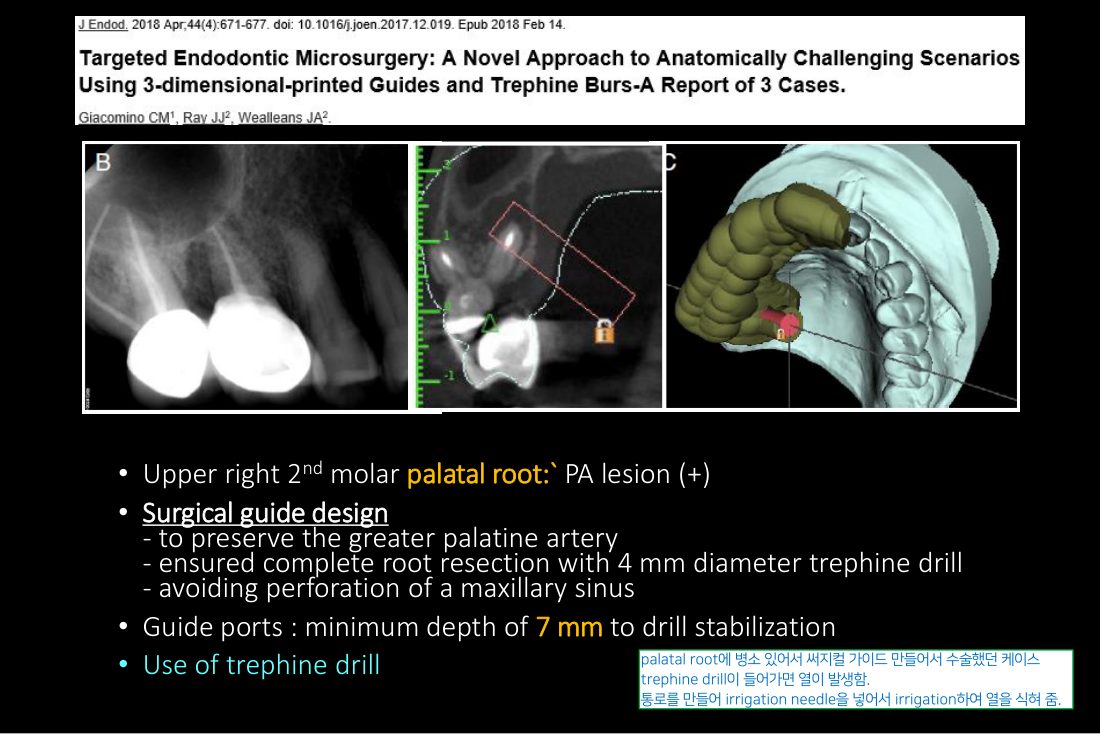 J Endod. 2018 Apr;44(4):671-677. doi: 10.1016/j.joen.2017.12.019. Epub 2018 Feb 14.
Targeted Endodontic Microsurgery: A Novel Approach to Anatomically Challenging Scenarios
Using 3-dimensional-printed Guides and Trephine Burs-A Report of 3 Cases.
Giacomino CM¹, Ray JJ², Wealleans JA².
B
2
1
0
-1
C
• Upper right 2nd molar palatal root:` PA lesion (+)
• Surgical guide design
- to preserve the greater palatine artery
- ensured complete root resection with 4 mm diameter trephine drill
- avoiding perforation of a maxillary sinus
• Guide ports : minimum depth of 7 mm to drill stabilization
• Use of trephine drill
palatal root에 병소 있어서 써지컬 가이드 만들어서 수술했던 케이스
trephine drill이 들어가면 열이 발생함.
통로를 만들어 irrigation needle을 넣어서 irrigation하여 열을 식혀 줌.